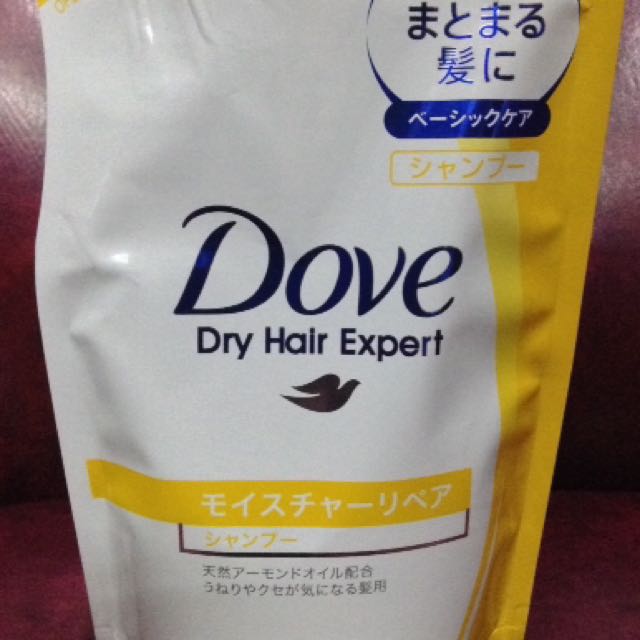 まとまる
髪に
ベーシックケア
シャンプー
Dove
Dry Hair Expert
モイスチャーリペア
シャンプー
天然アーモンドオイル配合
うねりやクセが気になる髪用